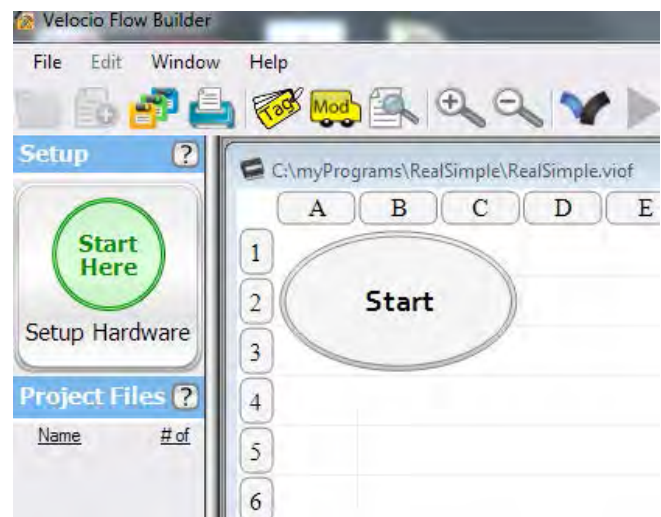 Velocio Flow Builder
File Edit Window Help
Tags Mod
Setup ?
C:\myPrograms\RealSimple\RealSimple.viof
A B C D E
Start
Here
Setup Hardware
1
2
3
Start
Project Files ?
Name # of
4
5
6